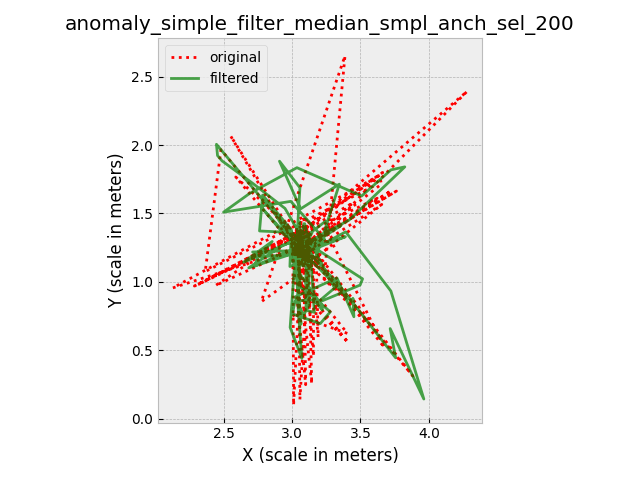 anomaly_simple_filter_median_smpl_anch_sel_200
original
filtered
Y (scale in meters)
2.5
2.0
1.5
1.0
0.5
0.0
2.5 3.0 3.5 4.0
X (scale in meters)